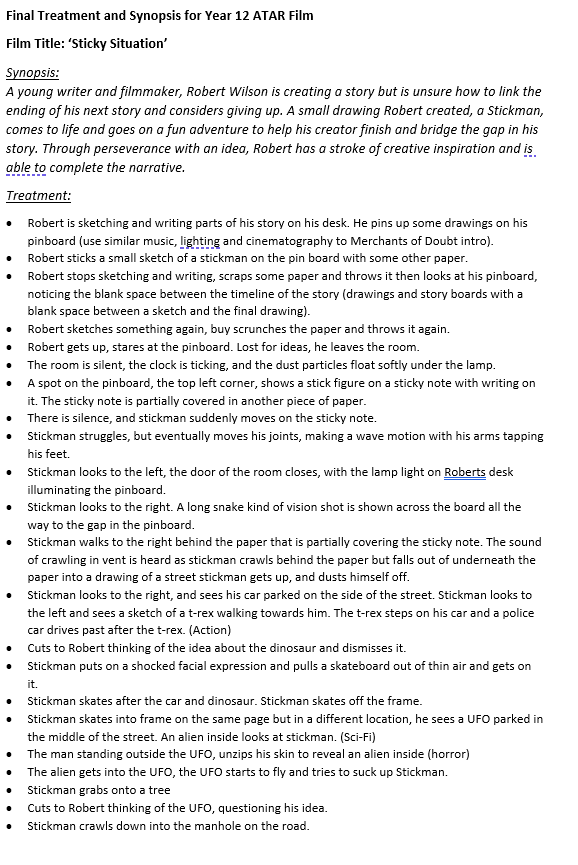 Final Treatment and Synopsis for Year 12 ATAR Film
Film Title: ‘Sticky Situation’
Synopsis:
A young writer and filmmaker, Robert Wilson is creating a story but is unsure how to link the
ending of his next story and considers giving up. A small drawing Robert created, a Stickman,
comes to life and goes on a fun adventure to help his creator finish and bridge the gap in his
story. Through perseverance with an idea, Robert has a stroke of creative inspiration and is
able to complete the narrative.
Treatment:
• Robert is sketching and writing parts of his story on his desk. He pins up some drawings on his
pinboard (use similar music, lighting and cinematography to Merchants of Doubt intro).
• Robert sticks a small sketch of a stickman on the pin board with some other paper.
• Robert stops sketching and writing, scraps some paper and throws it then looks at his pinboard,
noticing the blank space between the timeline of the story (drawings and story boards with a
blank space between a sketch and the final drawing).
• Robert sketches something again, buy scrunches the paper and throws it again.
• Robert gets up, stares at the pinboard. Lost for ideas, he leaves the room.
• The room is silent, the clock is ticking, and the dust particles float softly under the lamp.
• A spot on the pinboard, the top left corner, shows a stick figure on a sticky note with writing on
it. The sticky note is partially covered in another piece of paper.
• There is silence, and stickman suddenly moves on the sticky note.
• Stickman struggles, but eventually moves his joints, making a wave motion with his arms tapping
his feet.
• Stickman looks to the left, the door of the room closes, with the lamp light on Roberts desk
illuminating the pinboard.
• Stickman looks to the right. A long snake kind of vision shot is shown across the board all the
way to the gap in the pinboard.
• Stickman walks to the right behind the paper that is partially covering the sticky note. The sound
of crawling in vent is heard as stickman crawls behind the paper but falls out of underneath the
paper into a drawing of a street stickman gets up, and dusts himself off.
• Stickman looks to the right, and sees his car parked on the side of the street. Stickman looks to
the left and sees a sketch of a t-rex walking towards him. The t-rex steps on his car and a police
car drives past after the t-rex. (Action)
• Cuts to Robert thinking of the idea about the dinosaur and dismisses it.
• Stickman puts on a shocked facial expression and pulls a skateboard out of thin air and gets on
it.
• Stickman skates after the car and dinosaur. Stickman skates off the frame.
• Stickman skates into frame on the same page but in a different location, he sees a UFO parked in
the middle of the street. An alien inside looks at stickman. (Sci-Fi)
• The man standing outside the UFO, unzips his skin to reveal an alien inside (horror)
• The alien gets into the UFO, the UFO starts to fly and tries to suck up Stickman.
• Stickman grabs onto a tree
• Cuts to Robert thinking of the UFO, questioning his idea.
• Stickman crawls down into the manhole on the road.